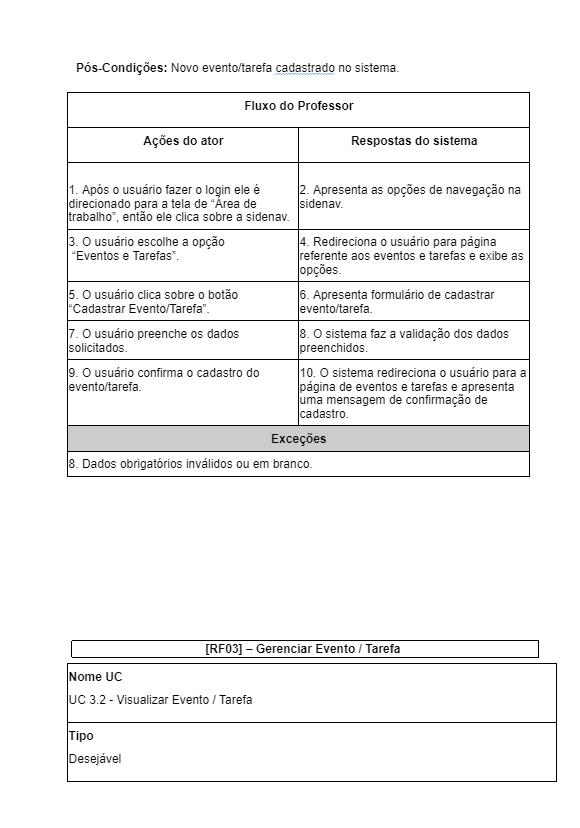 Pós-Condições: Novo evento/tarefa cadastrado no sistema.
Fluxo do Professor
Ações do ator
Respostas do sistema
1. Após o usuário fazer o login ele é
direcionado para a tela de “Área de
trabalho”, então ele clica sobre a sidenav.
2. Apresenta as opções de navegação na
sidenav.
3. O usuário escolhe a opção
“Eventos e Tarefas”.
4. Redireciona o usuário para página
referente aos eventos e tarefas e exibe as
opções.
5. O usuário clica sobre o botão
“Cadastrar Evento/Tarefa”.
6. Apresenta formulário de cadastrar
evento/tarefa.
7. O usuário preenche os dados
solicitados.
8. O sistema faz a validação dos dados
preenchidos.
9. O usuário confirma o cadastro do
evento/tarefa.
10. O sistema redireciona o usuário para a
página de eventos e tarefas e apresenta
uma mensagem de confirmação de
cadastro.
Exceções
8. Dados obrigatórios inválidos ou em branco.
[RF03] – Gerenciar Evento / Tarefa
Nome UC
UC 3.2 - Visualizar Evento / Tarefa
Tipo
Desejável